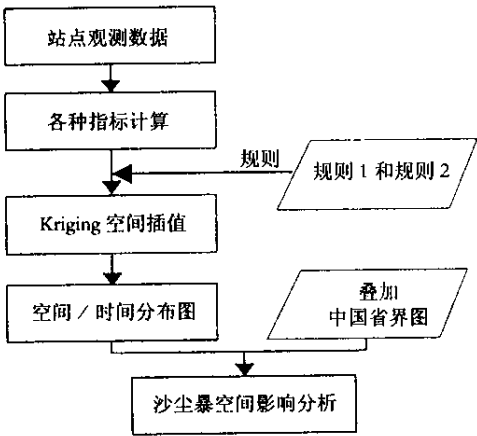 站点观测数据
各种指标计算
规则
规则 1 和规则 2
Kriging 空间插值
空间 / 时间分布图
叠加
中国省界图
沙尘暴空间影响分析